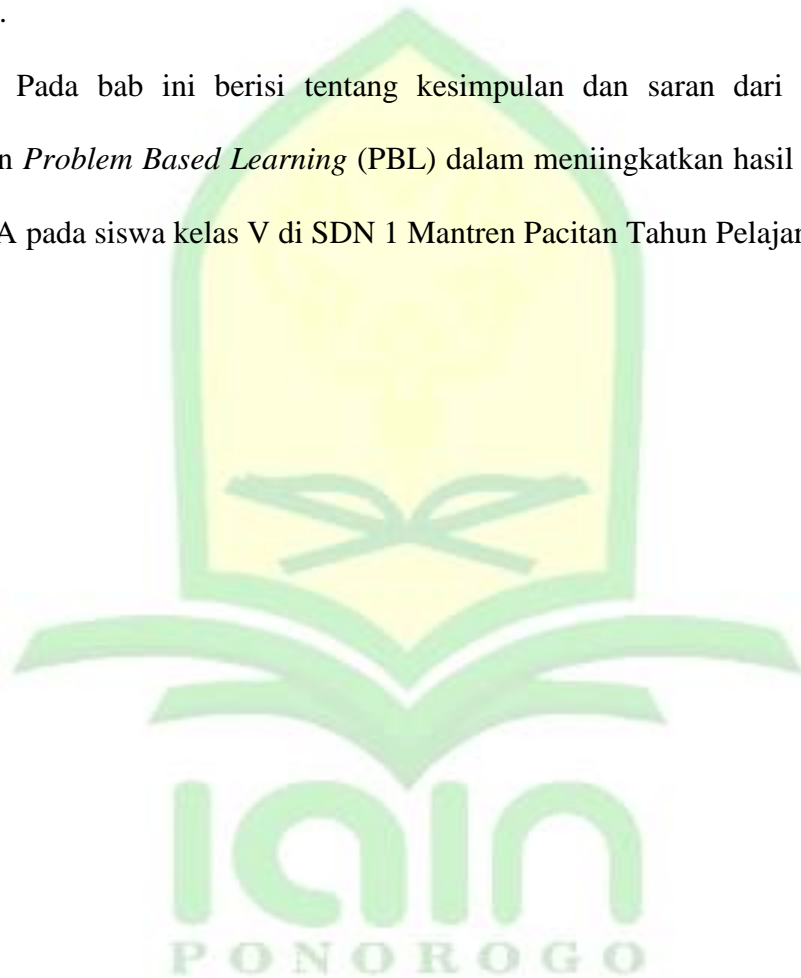 .
Pada bab ini berisi tentang kesimpulan dan saran dari
n Problem Based Learning (PBL) dalam meniingkatkan hasil
A pada siswa kelas V di SDN 1 Mantren Pacitan Tahun Pelajar
iain
PONOROGO